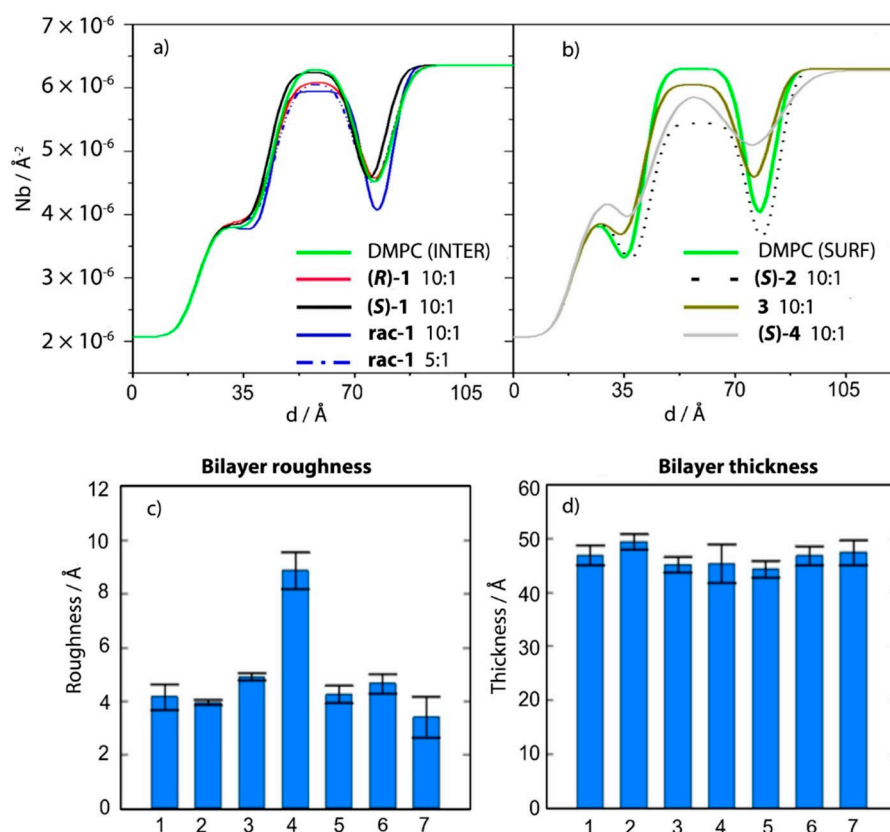 a)
b)
Nb / Å⁻²
7 × 10⁻⁶
6 × 10⁻⁶
5 × 10⁻⁶
4 × 10⁻⁶
3 × 10⁻⁶
2 × 10⁻⁶
DMPC (INTER)
(R)-1 10:1
(S)-1 10:1
rac-1 10:1
rac-1 5:1
DMPC (SURF)
(S)-2 10:1
3 10:1
(S)-4 10:1
0 35 70 105 0 35 70 105
d / Å
d / Å
Bilayer roughness
c)
Roughness / Å
12
10
8
6
4
2
0
1 2 3 4 5 6 7
Bilayer thickness
d)
Thickness / Å
60
50
40
30
20
10
0
1 2 3 4 5 6 7